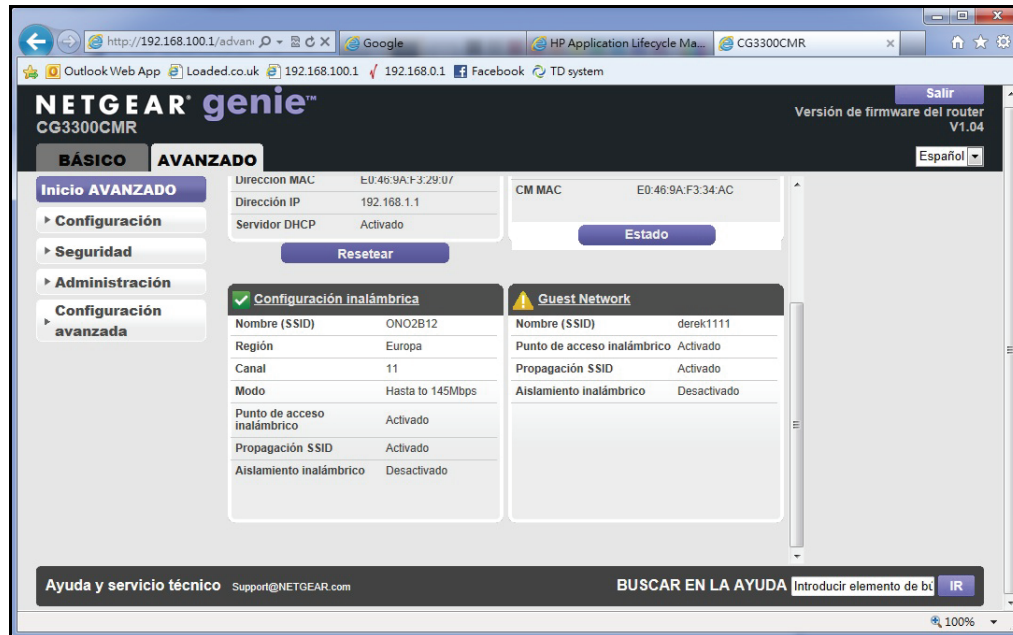 http://192.168.100.1/advan
Google
HP Application Lifecycle Ma...
CG3300CMR
Outlook Web App
Loaded.co.uk
192.168.100.1
192.168.0.1
Facebook
TD system
NETGEAR® genie™
CG3300CMR
Salir
Versión de firmware del router
V1.04
BÁSICO
AVANZADO
Español
Inicio AVANZADO
Configuración
Seguridad
Administración
Configuración
avanzada
Dirección MAC E0:46:9A:F3:29:07
Dirección IP 192.168.1.1
Servidor DHCP Activado
Resetear
CM MAC E0:46:9A:F3:34:AC
Estado
Configuración inalámbrica
Nombre (SSID) ONO2B12
Región Europa
Canal 11
Modo Hasta to 145Mbps
Punto de acceso
inalámbrico Activado
Propagación SSID Activado
Aislamiento inalámbrico Desactivado
Guest Network
Nombre (SSID) derek1111
Punto de acceso inalámbrico Activado
Propagación SSID Activado
Aislamiento inalámbrico Desactivado
Ayuda y servicio técnico Support@NETGEAR.com
BUSCAR EN LA AYUDA Introducir elemento de bú IR
100%